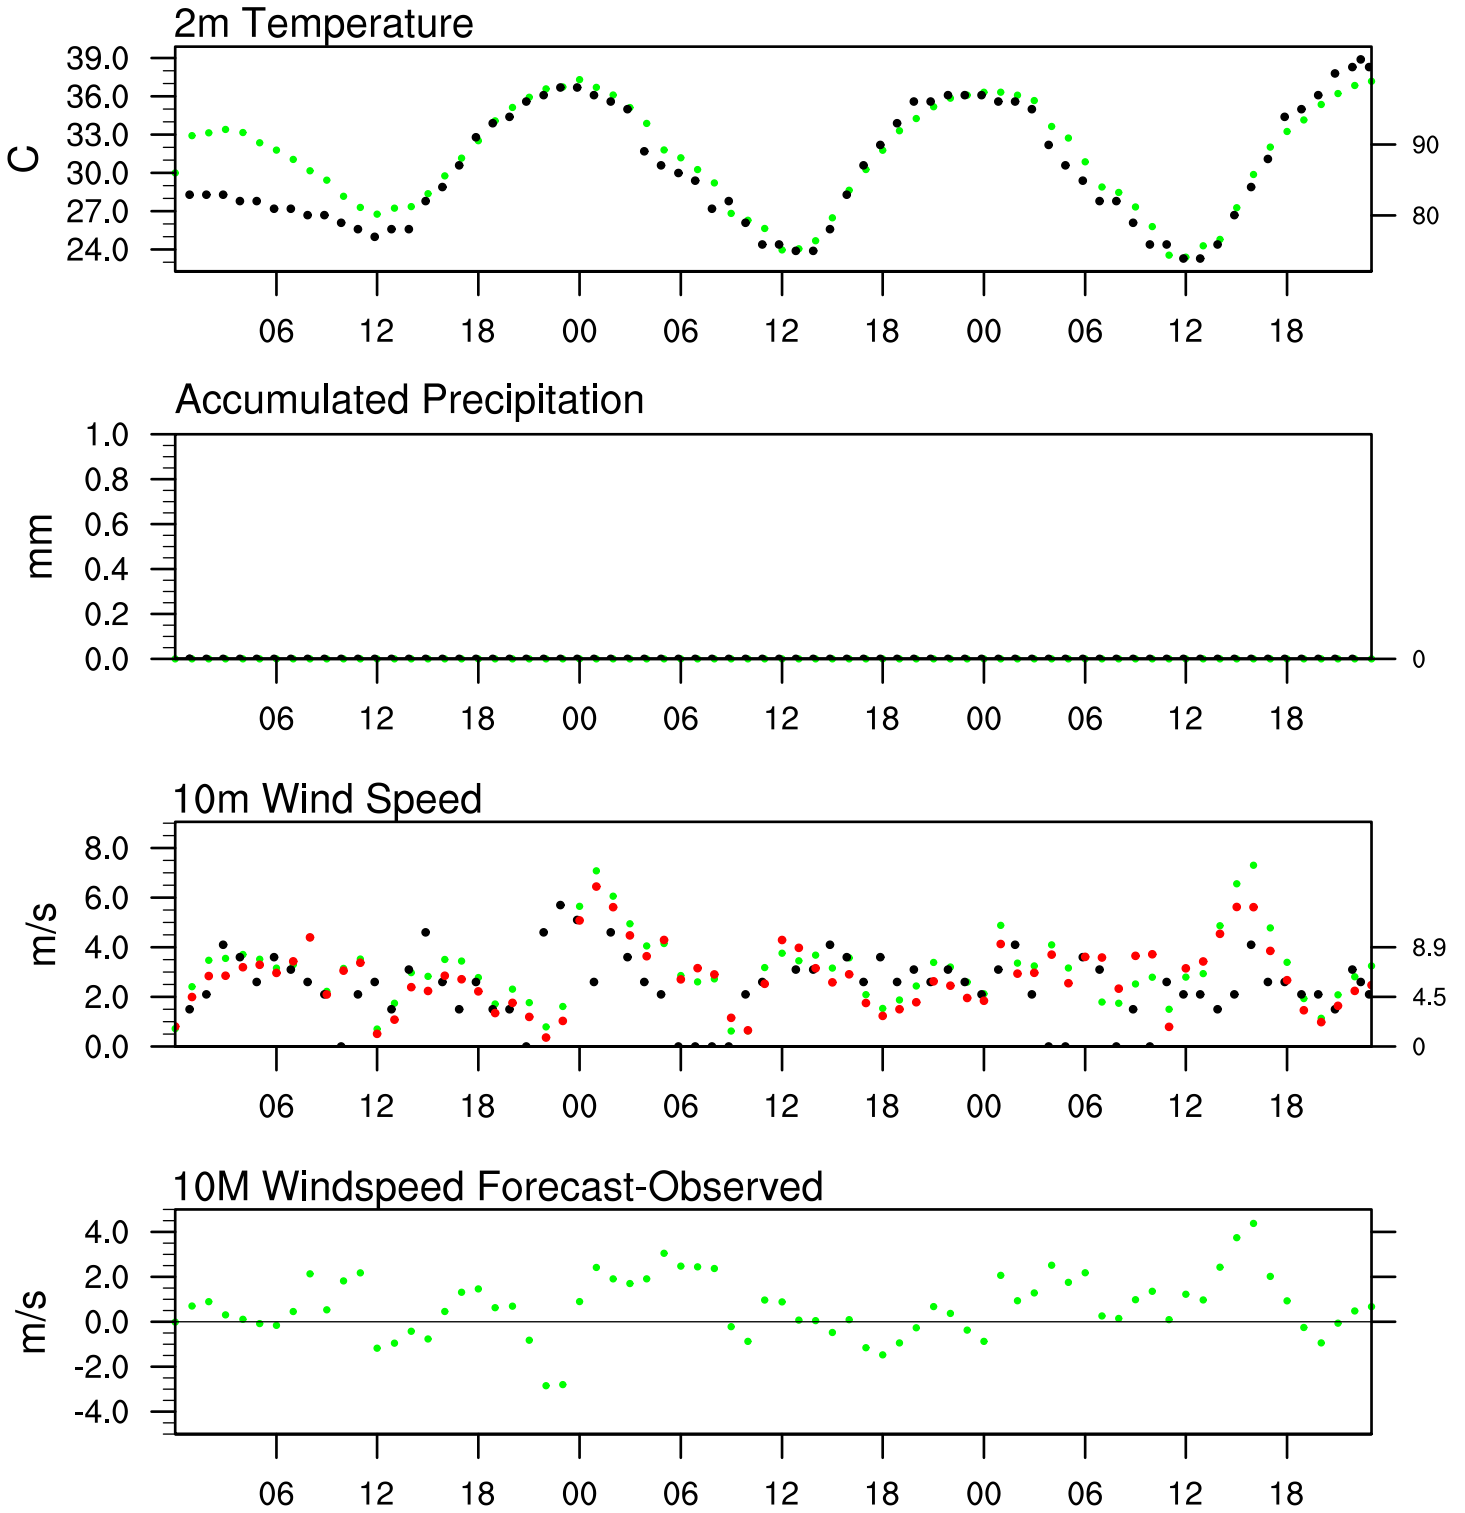 2m Temperature
39.0
36.0
33.0
30.0
27.0
24.0
C
90
80
06 12 18 00 06 12 18 00 06 12 18
Accumulated Precipitation
1.0
0.8
0.6
0.4
0.2
0.0
mm
0
06 12 18 00 06 12 18 00 06 12 18
10m Wind Speed
8.0
6.0
4.0
2.0
0.0
m/s
8.9
4.5
0
06 12 18 00 06 12 18 00 06 12 18
10M Windspeed Forecast-Observed
4.0
2.0
0.0
-2.0
-4.0
m/s
06 12 18 00 06 12 18 00 06 12 18